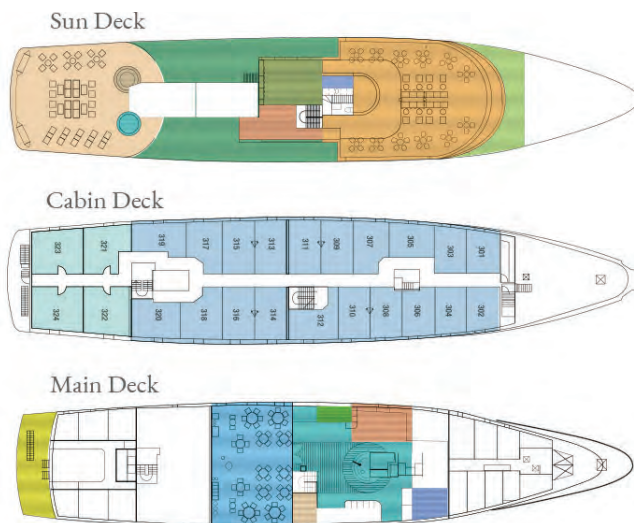 Sun Deck
Cabin Deck
323 321 319 317 315 313 311 309 307 305 303 301
324 322 320 318 316 314 312 310 308 306 304 302
Main Deck